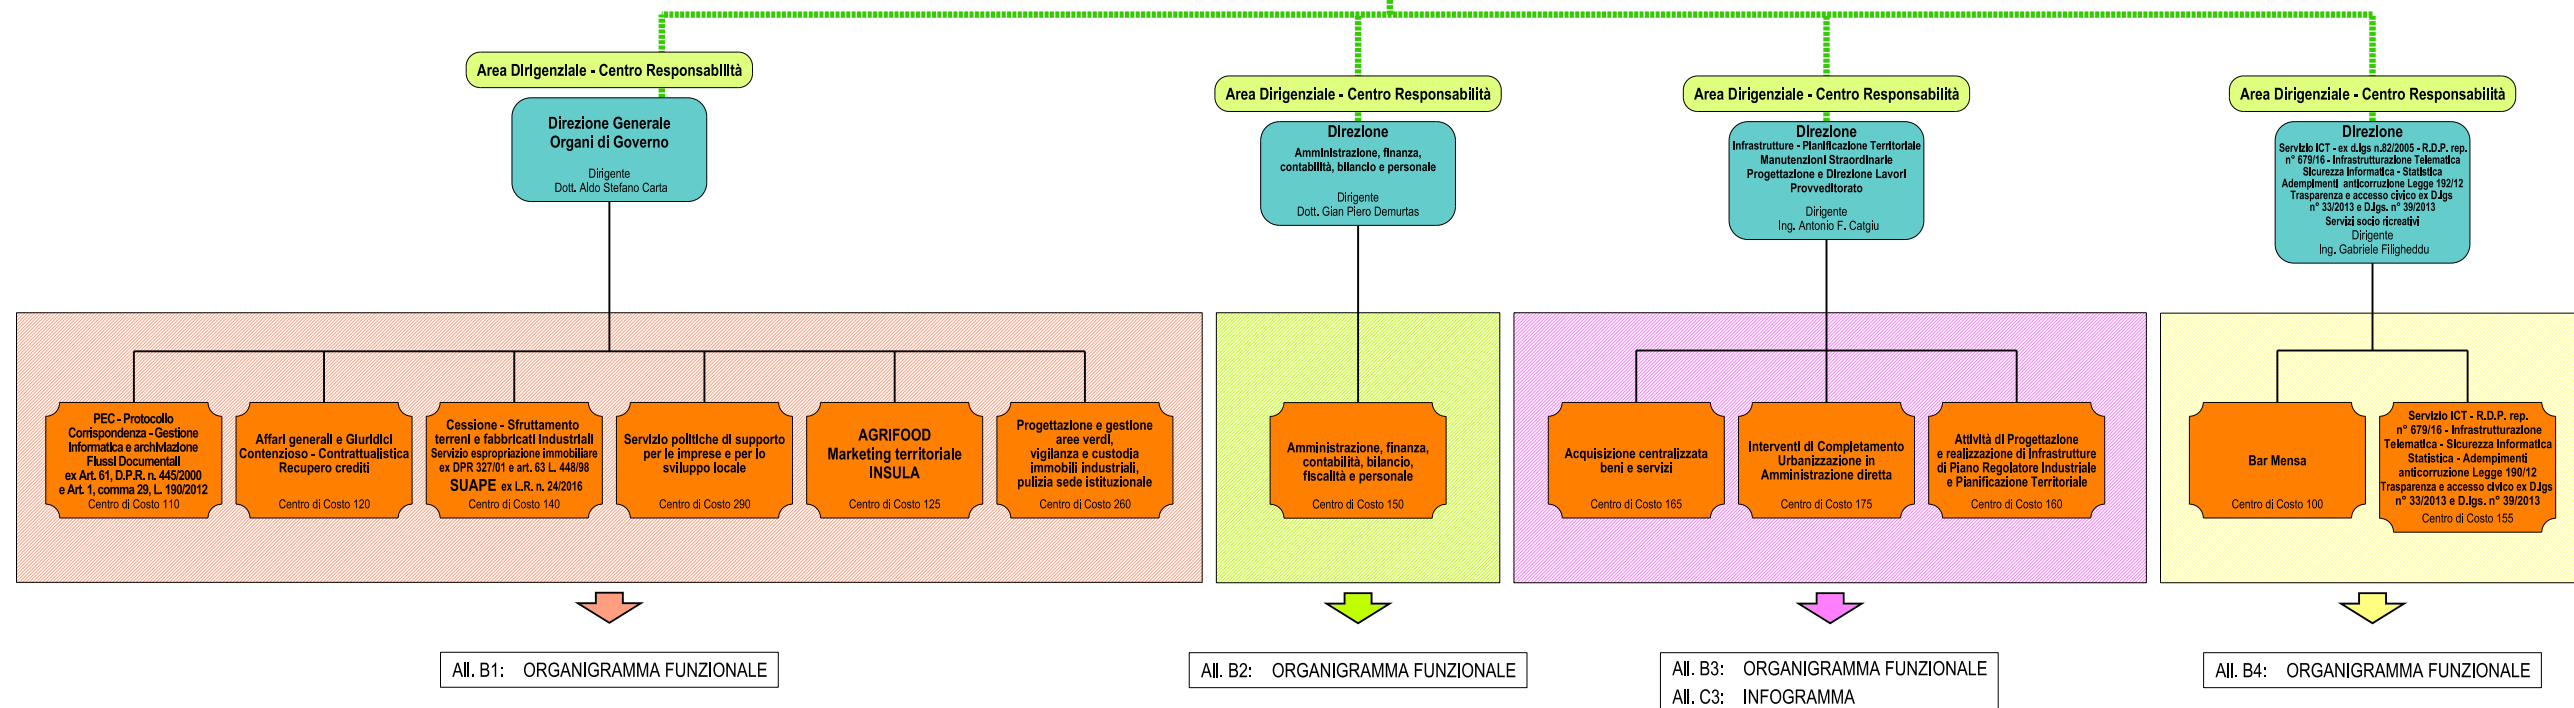 Area Dirigenziale - Centro Responsabilità
Direzione Generale
Organi di Governo
Dirigente
Dott. Aldo Stefano Carta
Area Dirigenziale - Centro Responsabilità
Direzione
Amministrazione, finanza,
contabilità, bilancio e personale
Dirigente
Dott. Gian Piero Demurtas
Area Dirigenziale - Centro Responsabilità
Direzione
Infrastrutture - Pianificazione Territoriale
Manutenzioni Straordinarie
Progettazione e Direzione Lavori
Provveditorato
Dirigente
Ing. Antonio F. Catgiu
Area Dirigenziale - Centro Responsabilità
Direzione
Servizio ICT - ex d.lgs n.82/2005 - R.D.P. rep.
n° 679/16 - Infrastrutturazione Telematica
Sicurezza Informatica - Statistica
Adempimenti anticorruzione Legge 192/12
Trasparenza e accesso civico ex D.lgs
n° 33/2013 e D.lgs. n° 39/2013
Servizi socio ricreativi
Dirigente
Ing. Gabriele Filigheddu
PEC - Protocollo
Corrispondenza - Gestione
Informatica e archiviazione
Flussi Documentali
ex Art. 61, D.P.R. n. 445/2000
e Art. 1, comma 29, L. 190/2012
Centro di Costo 110
Affari generali e Giuridici
Contenzioso - Contrattualistica
Recupero crediti
Centro di Costo 120
Cessione - Sfruttamento
terreni e fabbricati Industriali
Servizio espropriazione immobiliare
ex DPR 327/01 e art. 63 L. 448/98
SUAPE ex L.R. n. 24/2016
Centro di Costo 140
Servizio politiche di supporto
per le imprese e per lo
sviluppo locale
Centro di Costo 290
AGRIFOOD
Marketing territoriale
INSULA
Centro di Costo 125
Progettazione e gestione
aree verdi,
vigilanza e custodia
immobili industriali,
pulizia sede istituzionale
Centro di Costo 260
Amministrazione, finanza,
contabilità, bilancio,
fiscalità e personale
Centro di Costo 150
Acquisizione centralizzata
beni e servizi
Centro di Costo 165
Interventi di Completamento
Urbanizzazione in
Amministrazione diretta
Centro di Costo 175
Attività di Progettazione
e realizzazione di Infrastrutture
di Piano Regolatore Industriale
e Pianificazione Territoriale
Centro di Costo 160
Bar Mensa
Centro di Costo 100
Servizio ICT - R.D.P. rep.
n° 679/16 - Infrastrutturazione
Telematica - Sicurezza Informatica
Statistica - Adempimenti
anticorruzione Legge 190/12
Trasparenza e accesso civico ex D.lgs
n° 33/2013 e D.lgs. n° 39/2013
Centro di Costo 155
All. B1: ORGANIGRAMMA FUNZIONALE
All. B2: ORGANIGRAMMA FUNZIONALE
All. B3: ORGANIGRAMMA FUNZIONALE
All. C3: INFOGRAMMA
All. B4: ORGANIGRAMMA FUNZIONALE